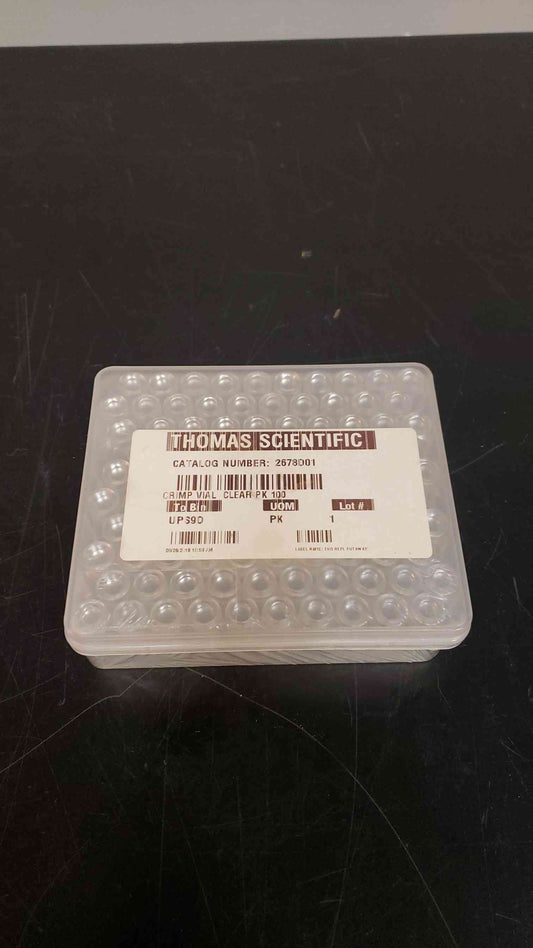 THOMAS SCIENTIFIC
CATALOG NUMBER: 2678D01
CRIMP VIAL CLEAR PK 100
To Bin UOM Lot #
UPS9D PK 1